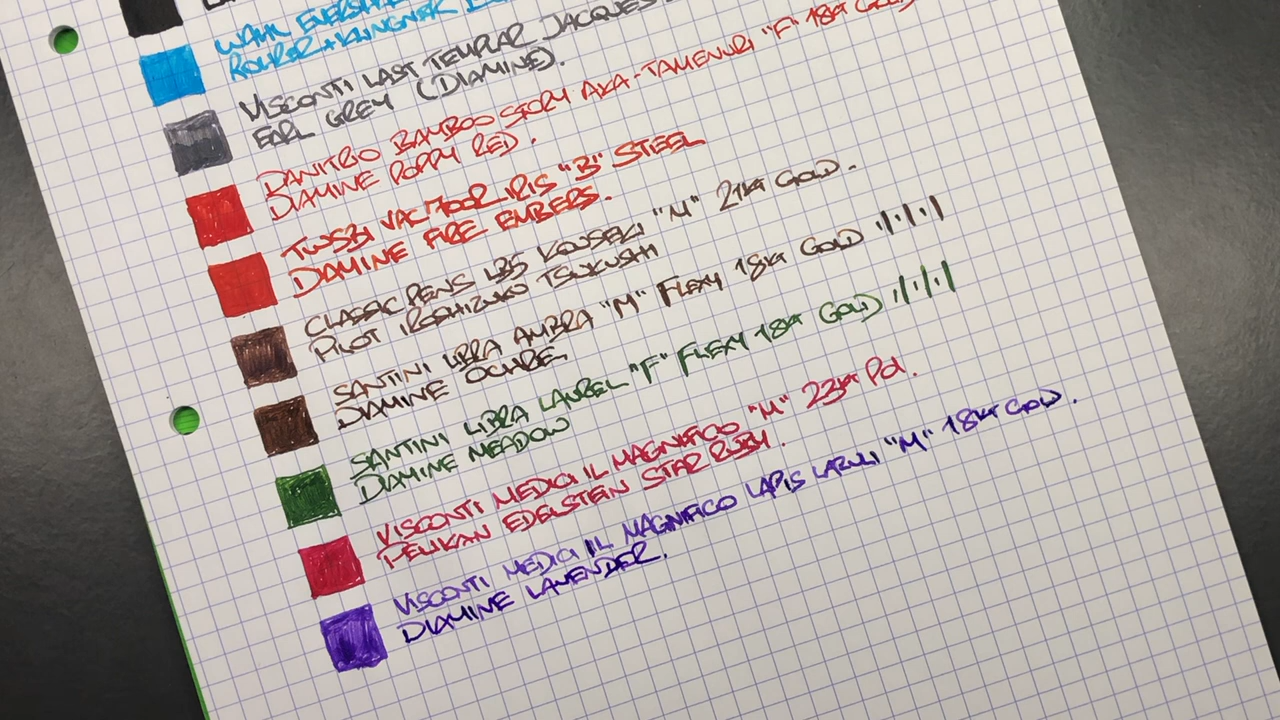 WAHL EVERSHA
ROHRER + KLINGNER
VISCONTI LAST TEMPLAR JACQUES
EARL GREY (DIAMINE).
DANITRIO BAMBOO STORY AKA-TAMENURI "F" 18kt GOLD
DIAMINE POPPY RED.
TWSBI VAC700R IRIS "B" STEEL
DIAMINE FIRE EMBERS.
CLASSIC PENS LB5 KOUSEKI "M" 21kt GOLD.
PILOT IROSHIZUKU TSUKUSHI
SANTINI LIBRA AMBRA "M" FLEXY 18kt GOLD
DIAMINE OCHRE,
SANTINI LIBRA LAUREL "F" FLEXY 18kt GOLD
DIAMINE MEADOW
VISCONTI MEDICI IL MAGNIFICO "M" 23kt Pd.
PELIKAN EDELSTEIN STAR RUBY.
VISCONTI MEDICI IL MAGNIFICO LAPIS LAZULI "M" 18kt GOLD.
DIAMINE LAVENDER.